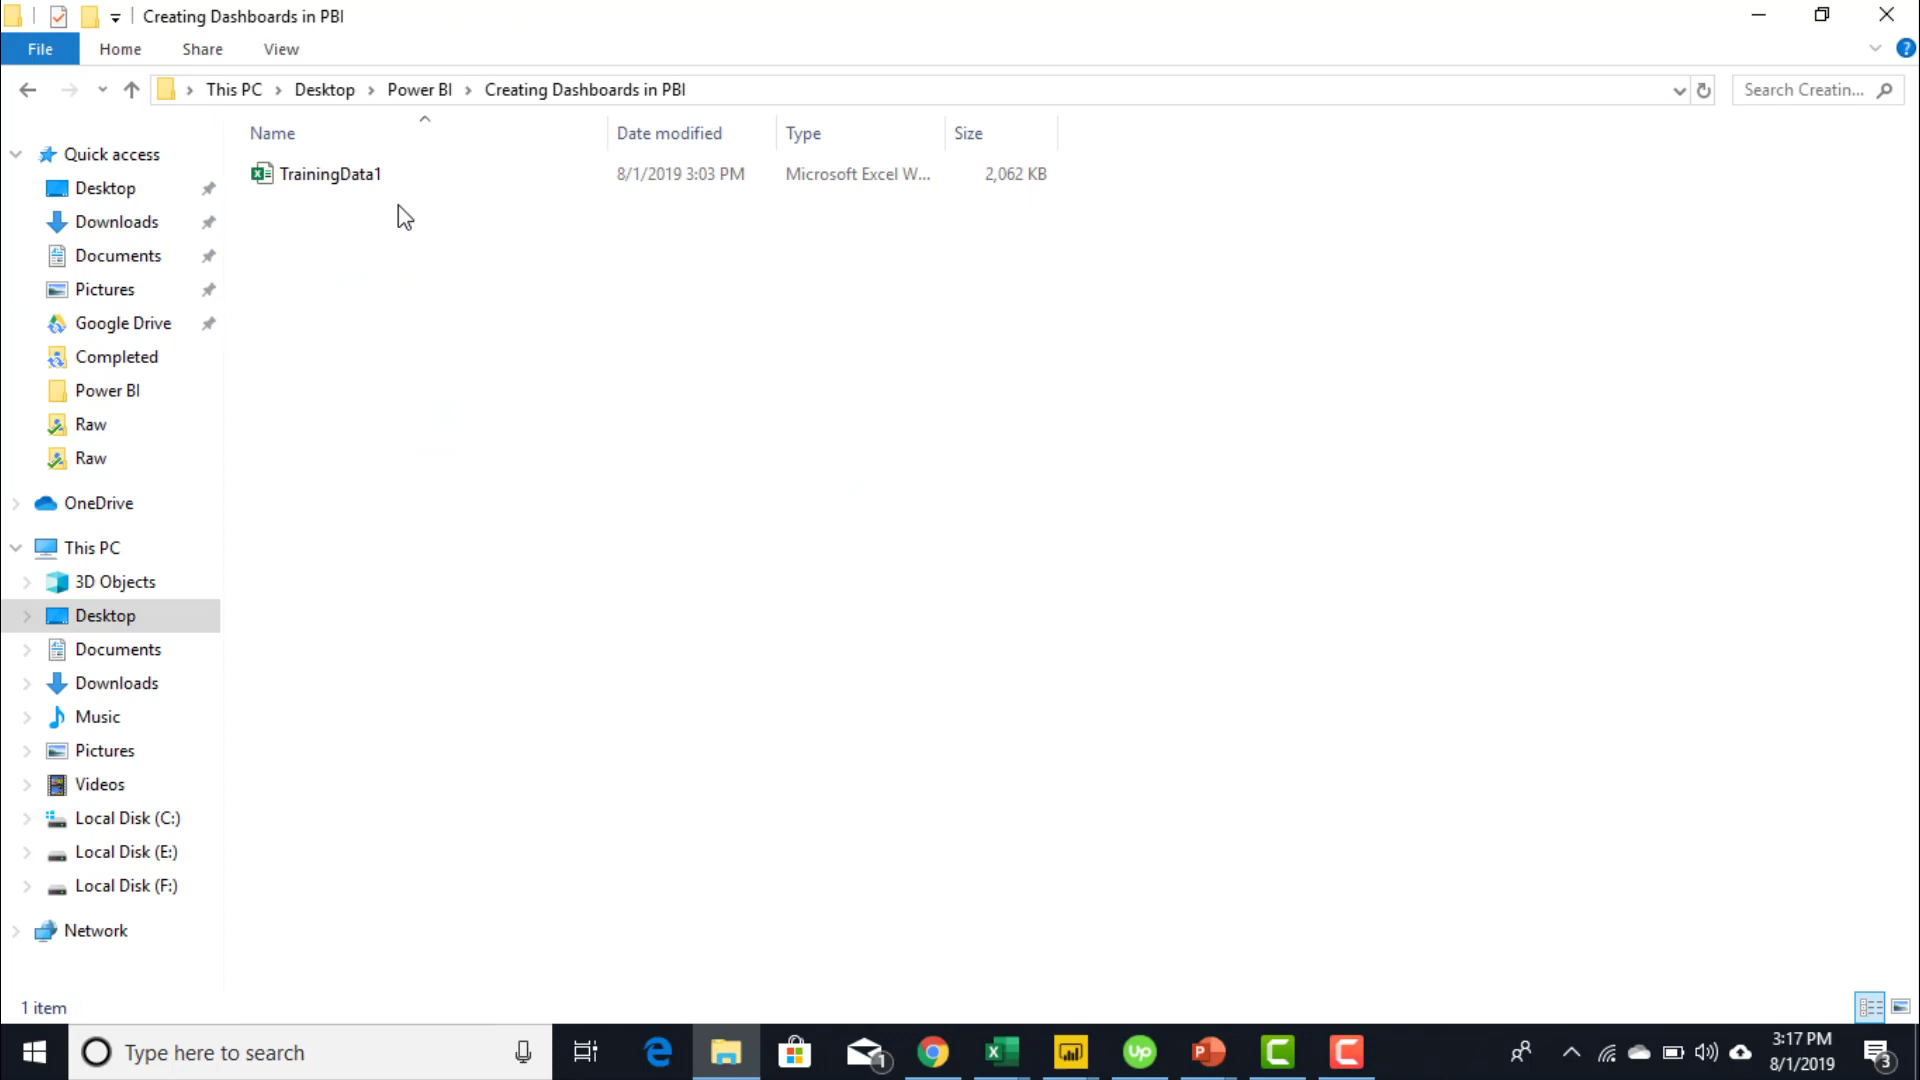 Creating Dashboards in PBI
File Home Share View
This PC Desktop Power BI Creating Dashboards in PBI
Search Creatin...
Name Date modified Type Size
TrainingData1 8/1/2019 3:03 PM Microsoft Excel W... 2,062 KB
Quick access
Desktop
Downloads
Documents
Pictures
Google Drive
Completed
Power BI
Raw
Raw
OneDrive
This PC
3D Objects
Desktop
Documents
Downloads
Music
Pictures
Videos
Local Disk (C:)
Local Disk (E:)
Local Disk (F:)
Network
1 item
Type here to search
1
up
3:17 PM
8/1/2019
3